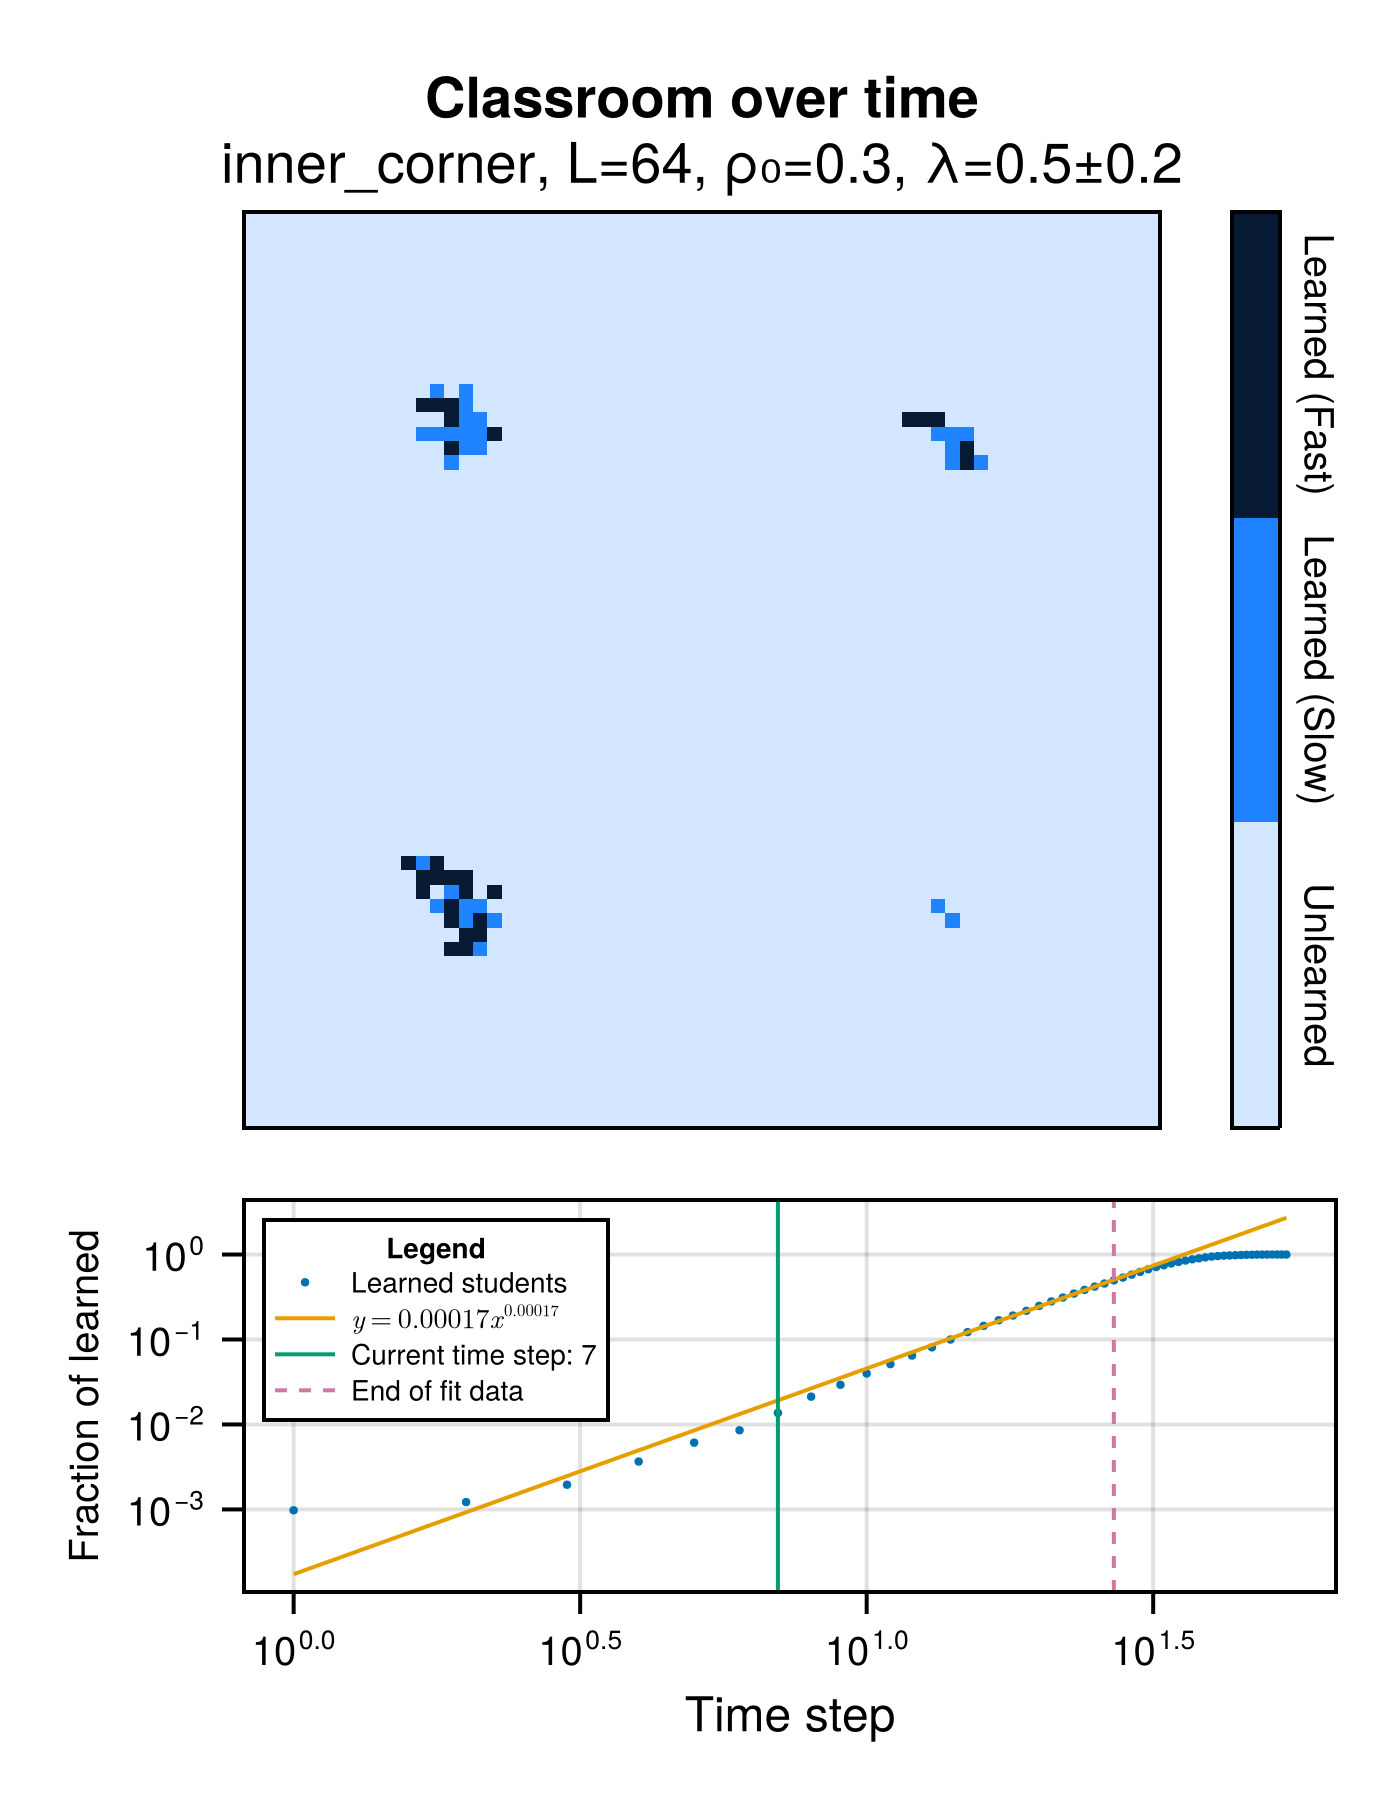 Classroom over time
inner_corner, L=64, ρ₀=0.3, λ=0.5±0.2
Learned (Fast)
Learned (Slow)
Unlearned
Fraction of learned
10⁰
10⁻¹
10⁻²
10⁻³
Legend
Learned students
y = 0.00017x^0.00017
Current time step: 7
End of fit data
10^0.0
10^0.5
10^1.0
10^1.5
Time step